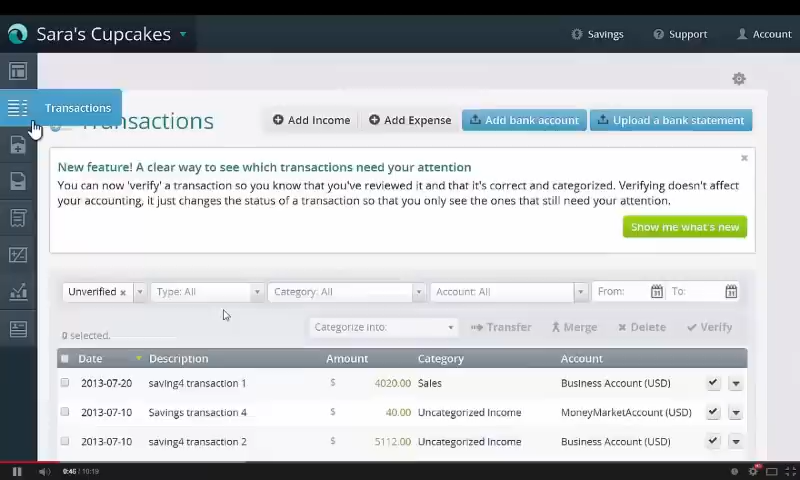 Sara's Cupcakes
Savings
Support
Account
Transactions
Transactions
Add Income
Add Expense
Add bank account
Upload a bank statement
New feature! A clear way to see which transactions need your attention
You can now 'verify' a transaction so you know that you've reviewed it and that it's correct and categorized. Verifying doesn't affect
your accounting, it just changes the status of a transaction so that you only see the ones that still need your attention.
Show me what's new
Unverified x Type: All Category: All Account: All From: 31 To: 31
0 selected. Categorize into: Transfer Merge Delete Verify
Date Description Amount Category Account
2013-07-20 saving4 transaction 1 $ 4020.00 Sales Business Account (USD)
2013-07-10 Savings transaction 4 $ 40.00 Uncategorized Income MoneyMarketAccount (USD)
2013-07-10 saving4 transaction 2 $ 5112.00 Uncategorized Income Business Account (USD)
0:46 / 10:19